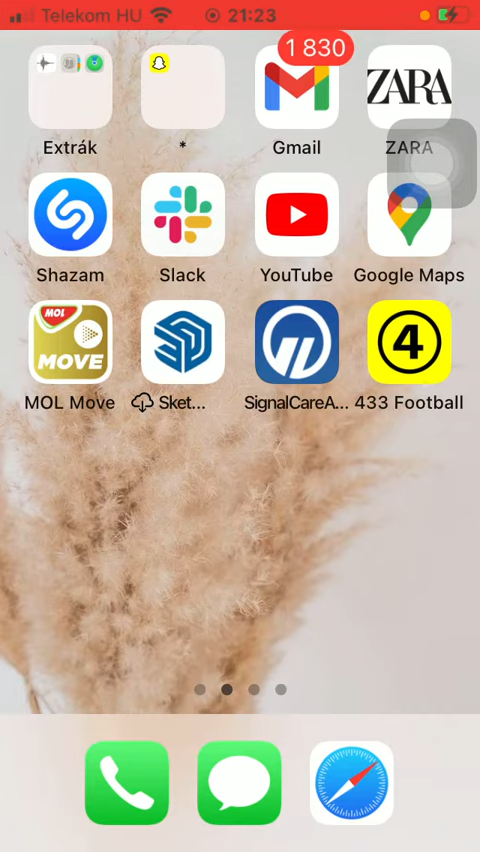 Telekom HU 21:23
1 830
ZARA
Extrák * Gmail ZARA
Shazam Slack YouTube Google Maps
MOL
MOVE
4
MOL Move Sket... SignalCareA... 433 Football